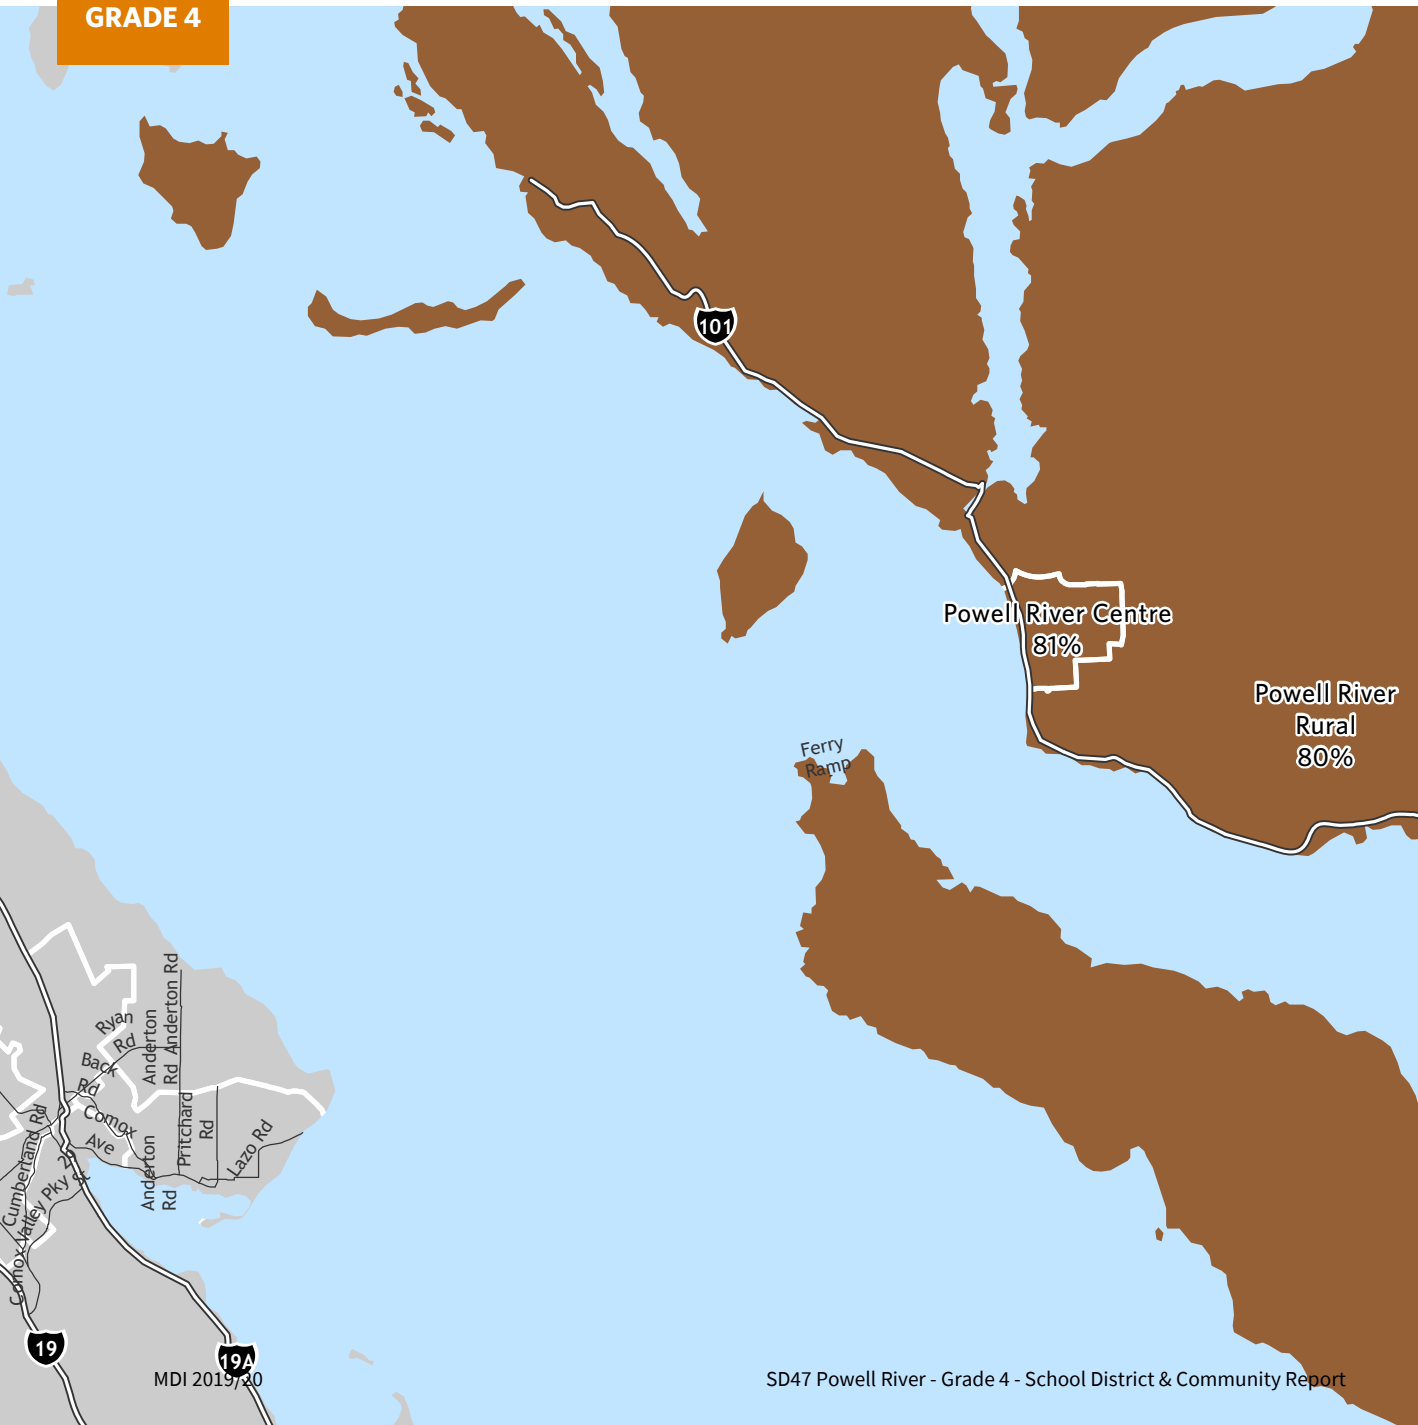 GRADE 4
101
Powell River Centre
81%
Powell River
Rural
80%
Ferry
Ramp
Ryan
Rd
Anderton
Rd
Anderton Rd
Back
Rd
Comox
Ave
Pritchard
Rd
Lazo Rd
Anderton
Rd
Cumberland Rd
20
St
Comox Valley Pky
19
19A
MDI 2019/20
SD47 Powell River - Grade 4 - School District & Community Report